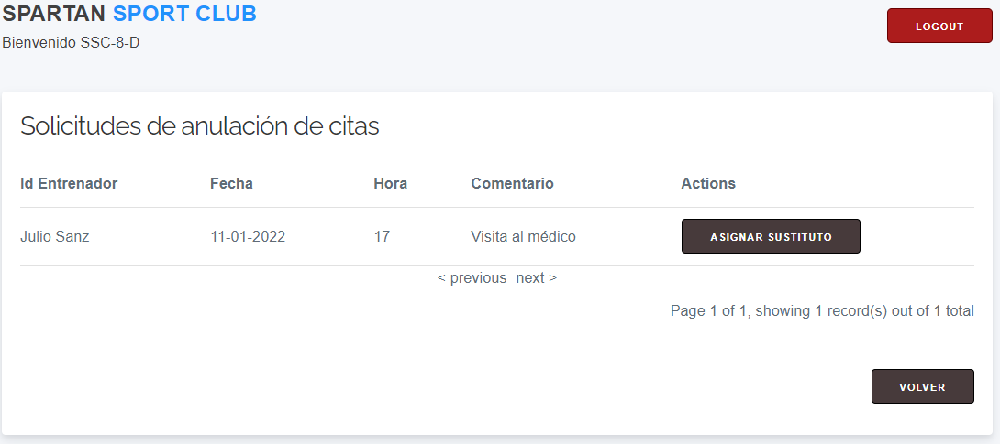 SPARTAN SPORT CLUB
LOGOUT
Bienvenido SSC-8-D
Solicitudes de anulación de citas
Id Entrenador Fecha Hora Comentario Actions
Julio Sanz 11-01-2022 17 Visita al médico ASIGNAR SUSTITUTO
< previous next >
Page 1 of 1, showing 1 record(s) out of 1 total
VOLVER